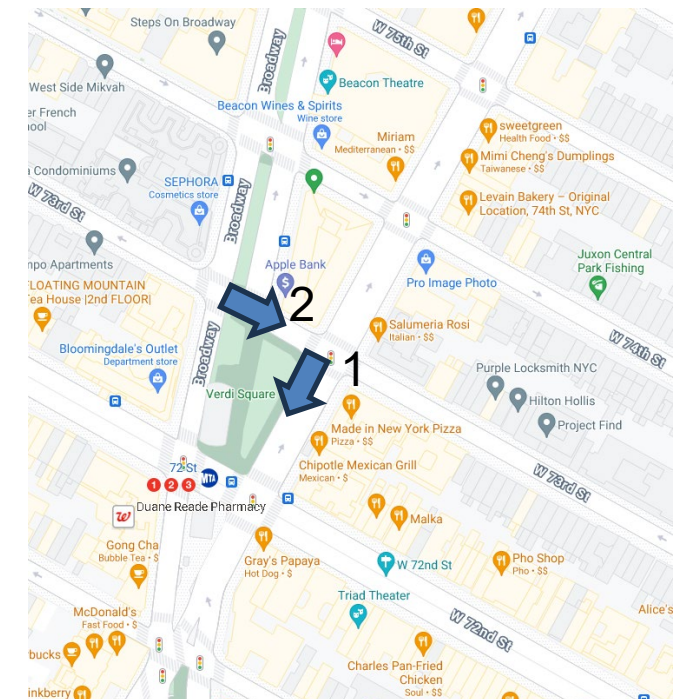 Steps On Broadway
Broadway
W 75th St
West Side Mikvah
Beacon Theatre
er French
ool
Beacon Wines & Spirits
Wine store
Miriam
Mediterranean • $$
sweetgreen
Health Food • $$
Mimi Cheng's Dumplings
Taiwanese • $$
a Condominiums
SEPHORA
Cosmetics store
W 73rd St
Broadway
Levain Bakery – Original
Location, 74th St, NYC
mpo Apartments
Apple Bank
$
Juxon Central
Park Fishing
Pro Image Photo
FLOATING MOUNTAIN
Tea House |2nd FLOOR|
2
Salumeria Rosi
Italian • $$
W 74th St
Bloomingdale's Outlet
Department store
Broadway
1
Purple Locksmith NYC
Hilton Hollis
Verdi Square
Project Find
Made in New York Pizza
Pizza • $$
Chipotle Mexican Grill
Mexican • $
W 73rd St
72 St
MTA
1 2 3
W
Duane Reade Pharmacy
Malka
Gong Cha
Bubble Tea • $
Gray's Papaya
Hot Dog • $
W 72nd St
Pho Shop
Pho • $$
Triad Theater
McDonald's
Fast Food • $
W 72nd St
Alice's
bucks
Charles Pan-Fried
Chicken
Soul • $$
inkberry